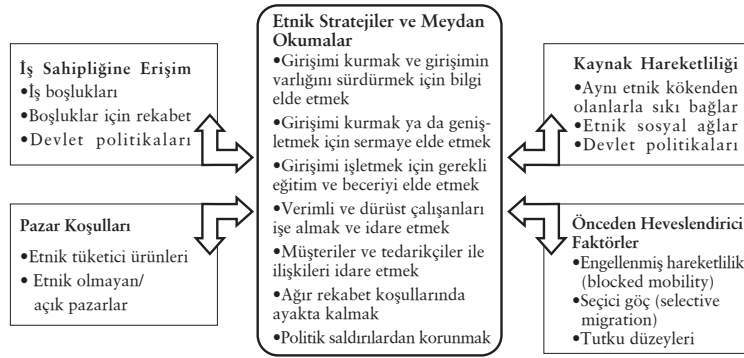 İş Sahipliğine Erişim
•İş boşlukları
•Boşluklar için rekabet
•Devlet politikaları
Pazar Koşulları
•Etnik tüketici ürünleri
• Etnik olmayan/
açık pazarlar
Etnik Stratejiler ve Meydan
Okumalar
•Girişimi kurmak ve girişimin
varlığını sürdürmek için bilgi
elde etmek
•Girişimi kurmak ya da geniş-
letmek için sermaye elde etmek
•Girişimi işletmek için gerekli
eğitim ve beceriyi elde etmek
•Verimli ve dürüst çalışanları
işe almak ve idare etmek
•Müşteriler ve tedarikçiler ile
ilişkileri idare etmek
•Ağır rekabet koşullarında
ayakta kalmak
•Politik saldırılardan korunmak
Kaynak Hareketliliği
•Aynı etnik kökenden
olanlarla sıkı bağlar
•Etnik sosyal ağlar
•Devlet politikaları
Önceden Heveslendirici
Faktörler
•Engellenmiş hareketlilik
(blocked mobility)
•Seçici göç (selective
migration)
•Tutku düzeyleri